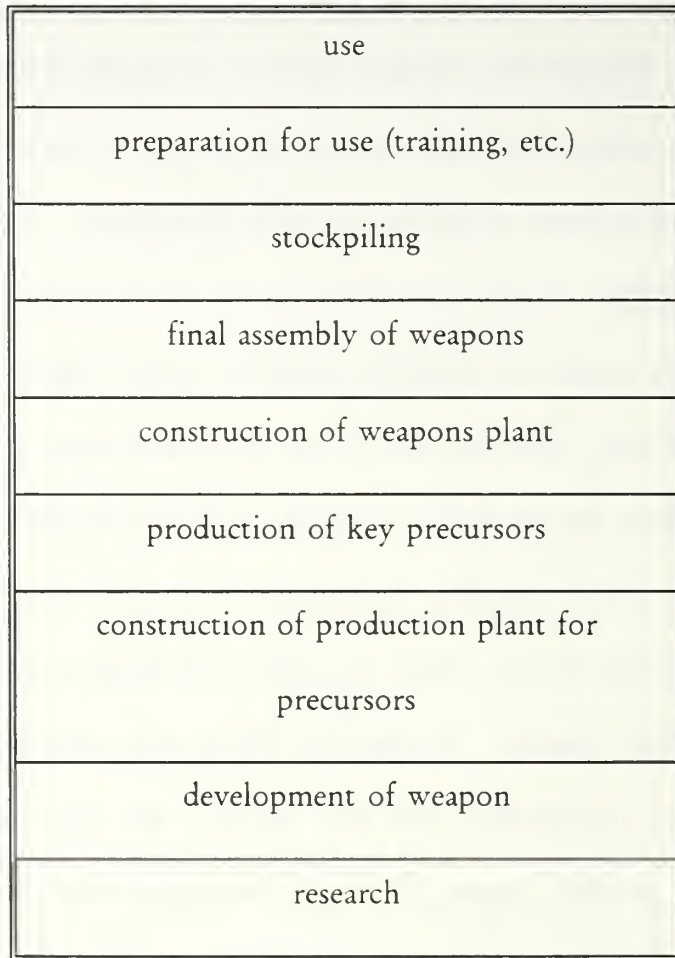 use
preparation for use (training, etc.)
stockpiling
final assembly of weapons
construction of weapons plant
production of key precursors
construction of production plant for
precursors
development of weapon
research